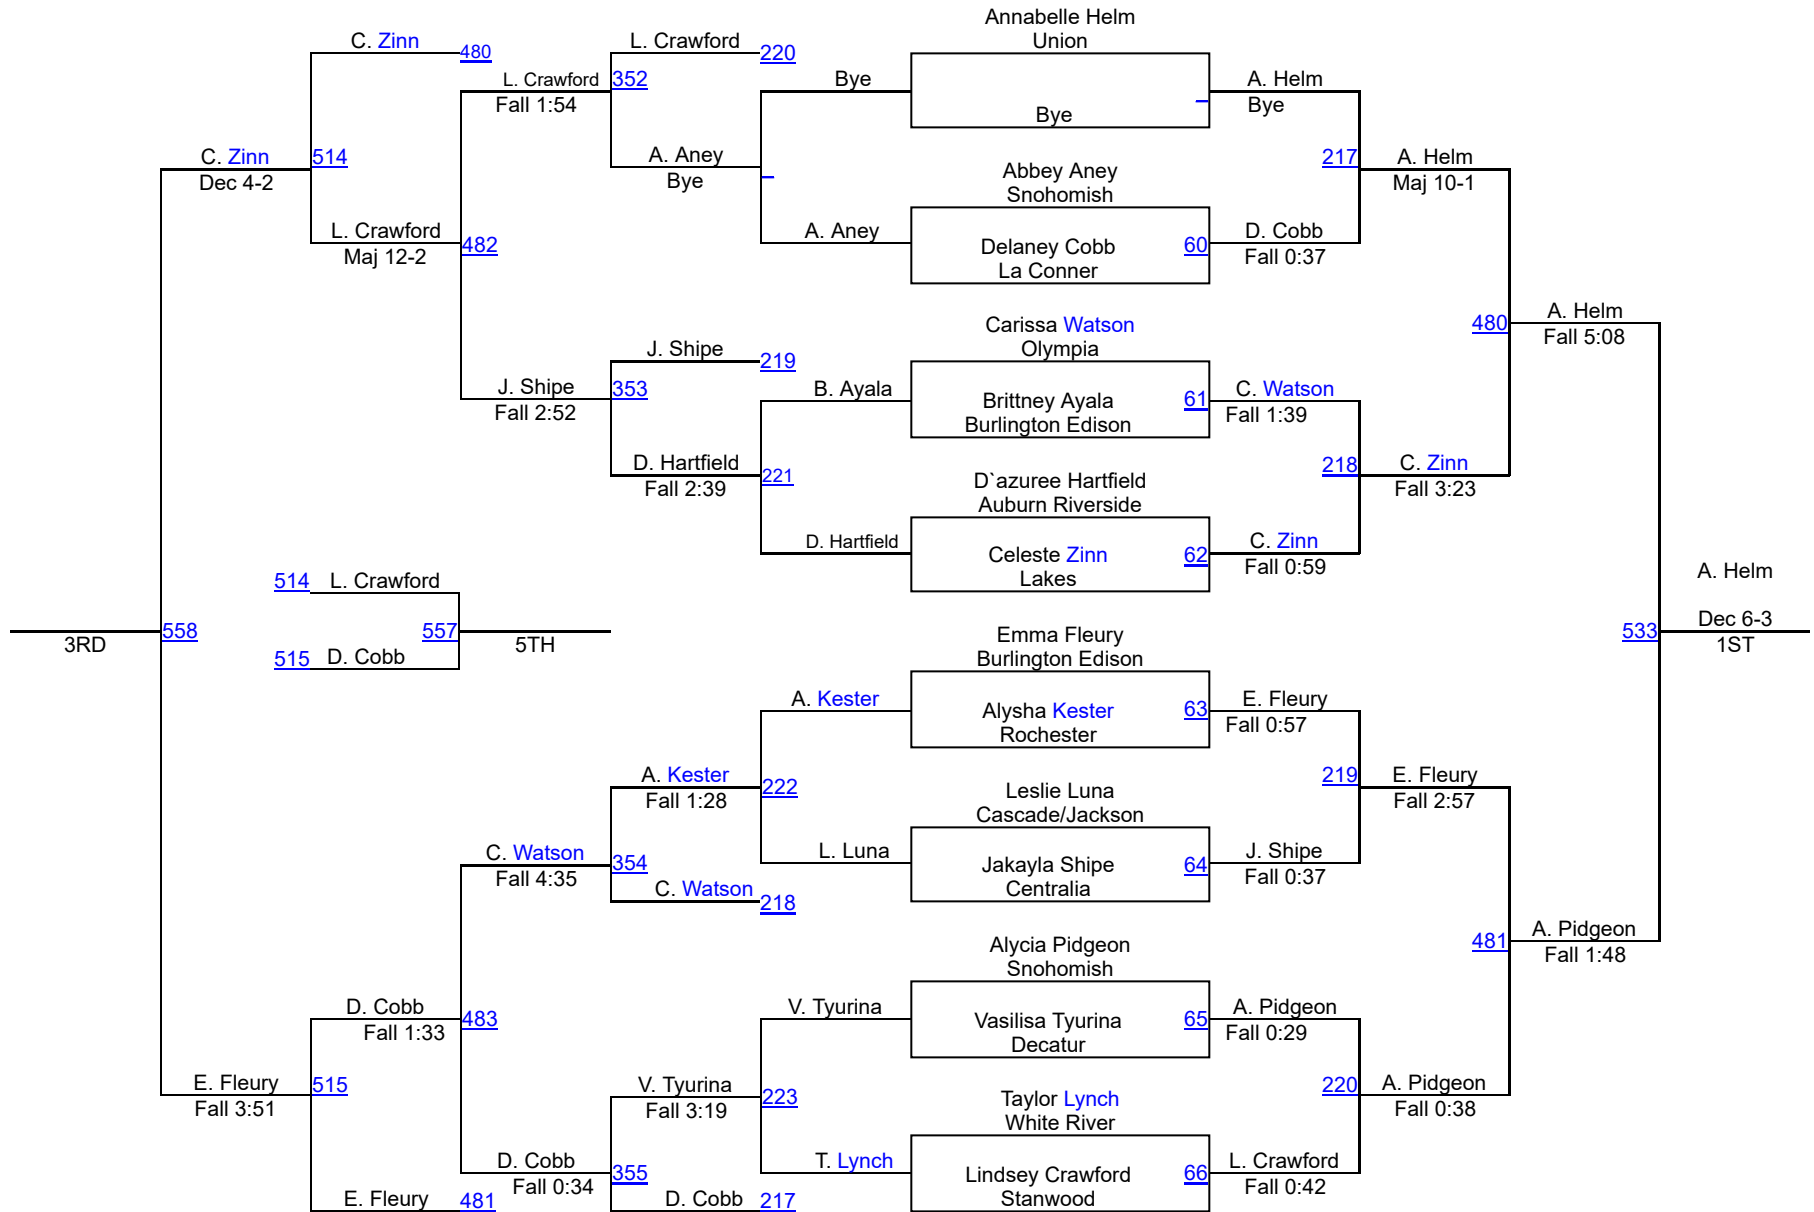 Annabelle Helm
C. Zinn
480
L. Crawford
220
Union
L. Crawford
352
Bye
A. Helm
Fall 1:54
Bye
Bye
_
C. Zinn
514
A. Aney
217
A. Helm
Dec 4-2
Bye
_
Abbey Aney
Maj 10-1
Snohomish
L. Crawford
482
A. Aney
Delaney Cobb
60
D. Cobb
Maj 12-2
La Conner
Fall 0:37
Carissa Watson
480
A. Helm
J. Shipe
219
Olympia
Fall 5:08
J. Shipe
353
B. Ayala
Brittney Ayala
61
C. Watson
Fall 2:52
Burlington Edison
Fall 1:39
D. Hartfield
221
D`azuree Hartfield
218
C. Zinn
Fall 2:39
Auburn Riverside
Fall 3:23
D. Hartfield
Celeste Zinn
62
C. Zinn
Lakes
Fall 0:59
514
L. Crawford
A. Helm
558
557
533
Dec 6-3
3RD
5TH
1ST
515
D. Cobb
Emma Fleury
Burlington Edison
A. Kester
Alysha Kester
63
E. Fleury
Rochester
Fall 0:57
A. Kester
222
Leslie Luna
219
E. Fleury
Fall 1:28
Cascade/Jackson
Fall 2:57
C. Watson
354
L. Luna
Jakayla Shipe
64
J. Shipe
Fall 4:35
Centralia
Fall 0:37
C. Watson
218
Alycia Pidgeon
481
A. Pidgeon
Snohomish
Fall 1:48
D. Cobb
483
V. Tyurina
Vasilisa Tyurina
65
A. Pidgeon
Fall 1:33
Decatur
Fall 0:29
E. Fleury
515
V. Tyurina
223
Taylor Lynch
220
A. Pidgeon
Fall 3:51
Fall 3:19
White River
Fall 0:38
D. Cobb
355
T. Lynch
Lindsey Crawford
66
L. Crawford
Fall 0:34
Stanwood
Fall 0:42
E. Fleury
481
D. Cobb
217